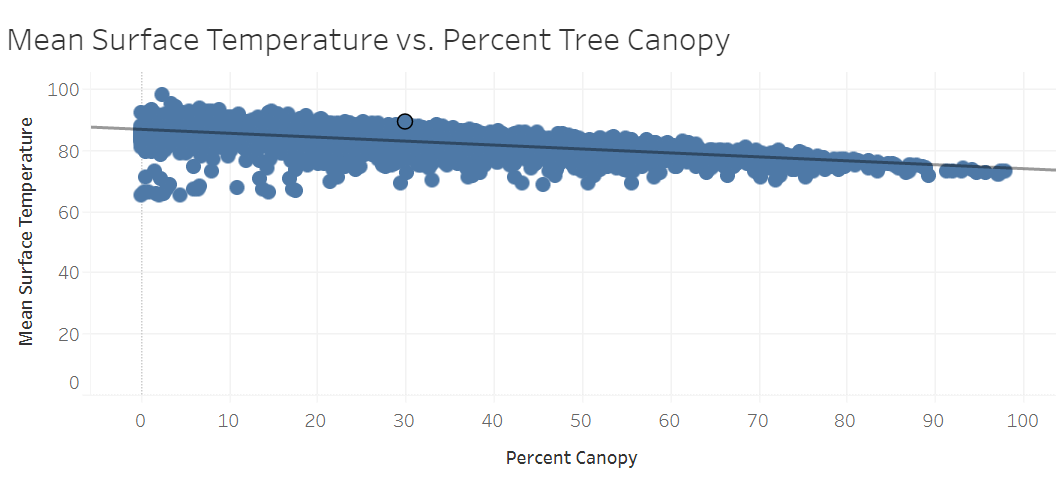 Mean Surface Temperature vs. Percent Tree Canopy
Mean Surface Temperature
100
80
60
40
20
0
0 10 20 30 40 50 60 70 80 90 100
Percent Canopy